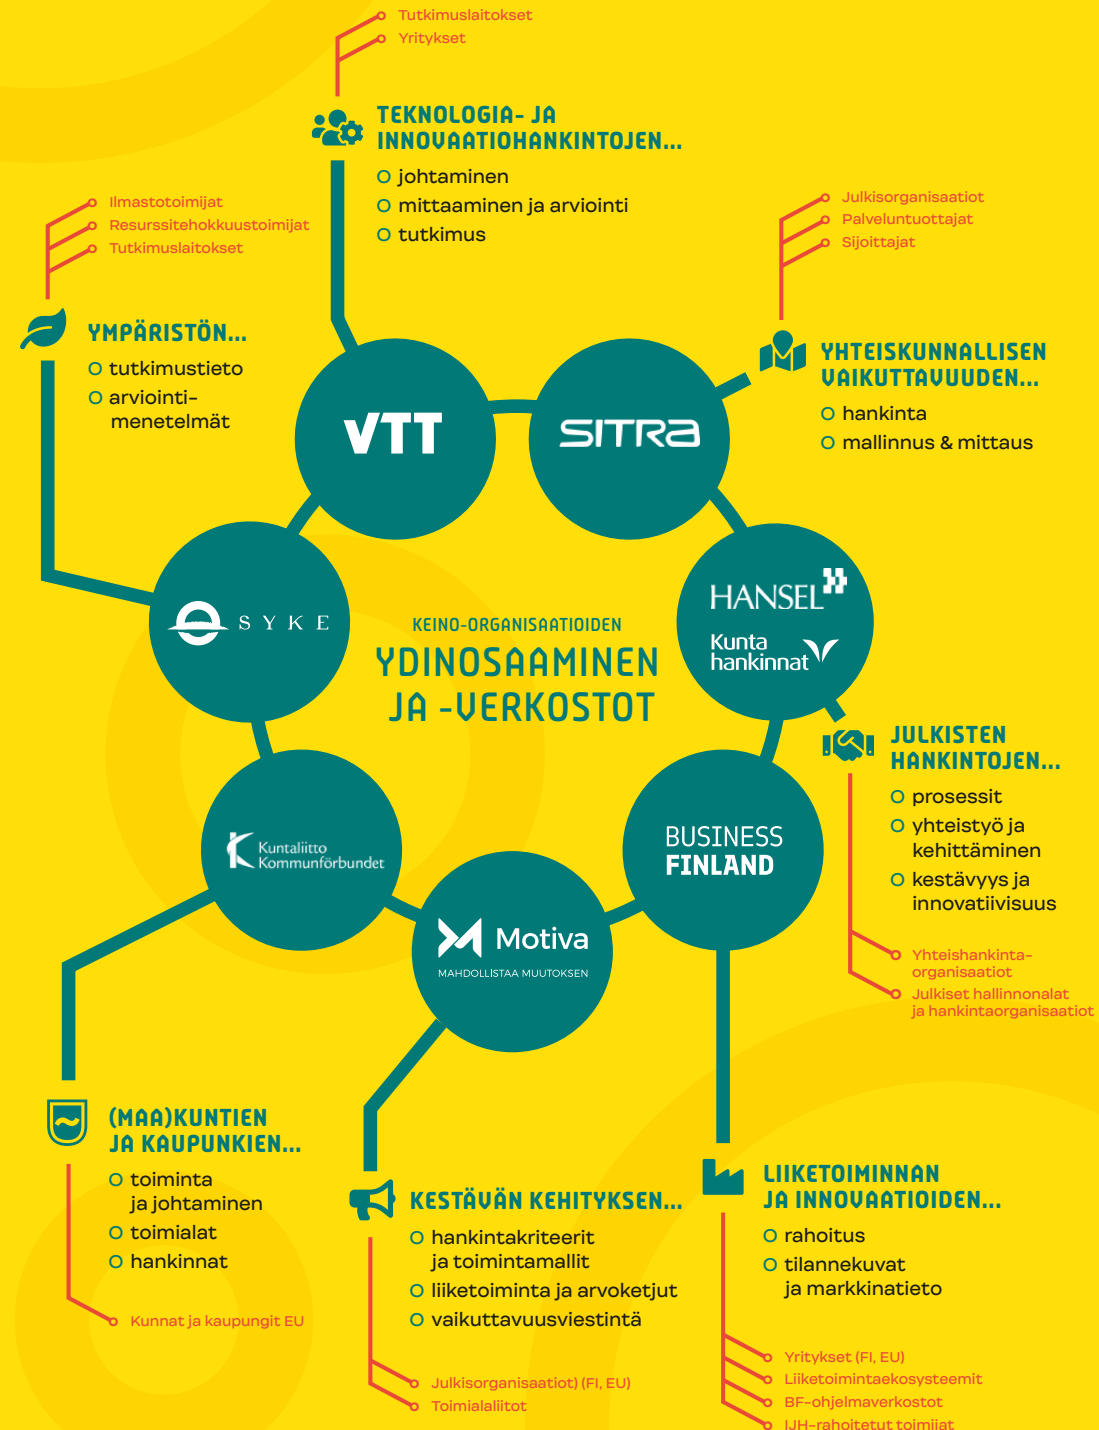 Tutkimuslaitokset
Yritykset
TEKNOLOGIA- JA
INNOVAATIOHANKINTOJEN...
johtaminen
mittaaminen ja arviointi
tutkimus
Ilmastotoimijat
Resurssitehokkuustoimijat
Tutkimuslaitokset
YMPÄRISTÖN...
tutkimustieto
arviointi-
menetelmät
Julkisorganisaatiot
Palveluntuottajat
Sijoittajat
YHTEISKUNNALLISEN
VAIKUTTAVUUDEN...
hankinta
mallinnus & mittaus
VTT
SITRA
SYKE
HANSEL
Kunta
hankinnat
KEINO-ORGANISAATIOIDEN
YDINOSAAMINEN
JA -VERKOSTOT
JULKISTEN
HANKINTOJEN...
prosessit
yhteistyö ja
kehittäminen
kestävyys ja
innovatiivisuus
Yhteishankinta-
organisaatiot
Julkiset hallinnonalat
ja hankintaorganisaatiot
Kuntaliitto
Kommunförbundet
BUSINESS
FINLAND
Motiva
MAHDOLLISTAA MUUTOKSEN
(MAA)KUNTIEN
JA KAUPUNKIEN...
toiminta
ja johtaminen
toimialat
hankinnat
Kunnat ja kaupungit EU
KESTÄVÄN KEHITYKSEN...
hankintakriteerit
ja toimintamallit
liiketoiminta ja arvoketjut
vaikuttavuusviestintä
Julkisorganisaatiot) (FI, EU)
Toimialaliitot
LIIKETOIMINNAN
JA INNOVAATIOIDEN...
rahoitus
tilannekuvat
ja markkinatieto
Yritykset (FI, EU)
Liiketoimintaekosysteemit
BF-ohjelmaverkostot
IJH-rahoitetut toimijat